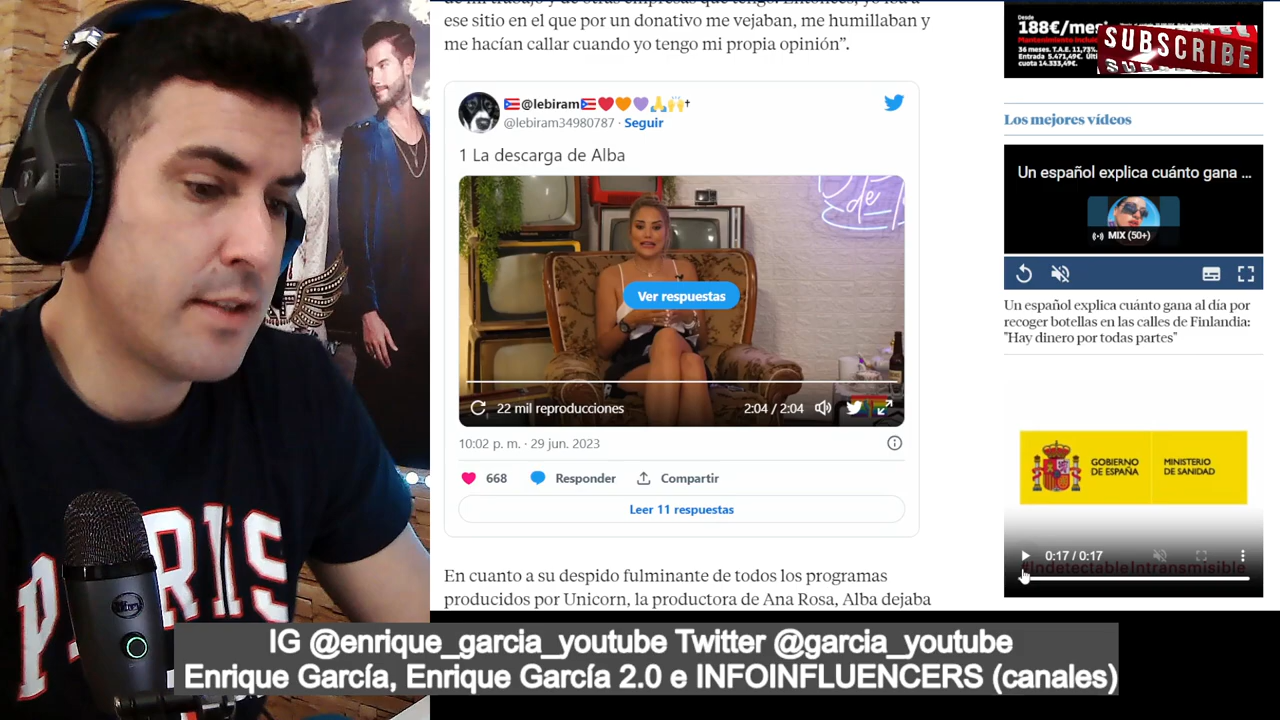 ese sitio en el que por un donativo me vejaban, me humillaban y
me hacían callar cuando yo tengo mi propia opinión”.
@lebiram
@lebiram34980787 · Seguir
1 La descarga de Alba
Ver respuestas
22 mil reproducciones
2:04 / 2:04
10:02 p. m. · 29 jun. 2023
668 Responder Compartir
Leer 11 respuestas
En cuanto a su despido fulminante de todos los programas
producidos por Unicorn, la productora de Ana Rosa, Alba dejaba
Desde
188€/mes
SUBSCRIBE
Los mejores vídeos
Un español explica cuánto gana ...
MIX (50+)
Un español explica cuánto gana al día por
recoger botellas en las calles de Finlandia:
"Hay dinero por todas partes"
GOBIERNO
DE ESPAÑA
MINISTERIO
DE SANIDAD
0:17 / 0:17
#IndetectableIntransmisible
PARIS
IG @enrique_garcia_youtube Twitter @garcia_youtube
Enrique García, Enrique García 2.0 e INFOINFLUENCERS (canales)